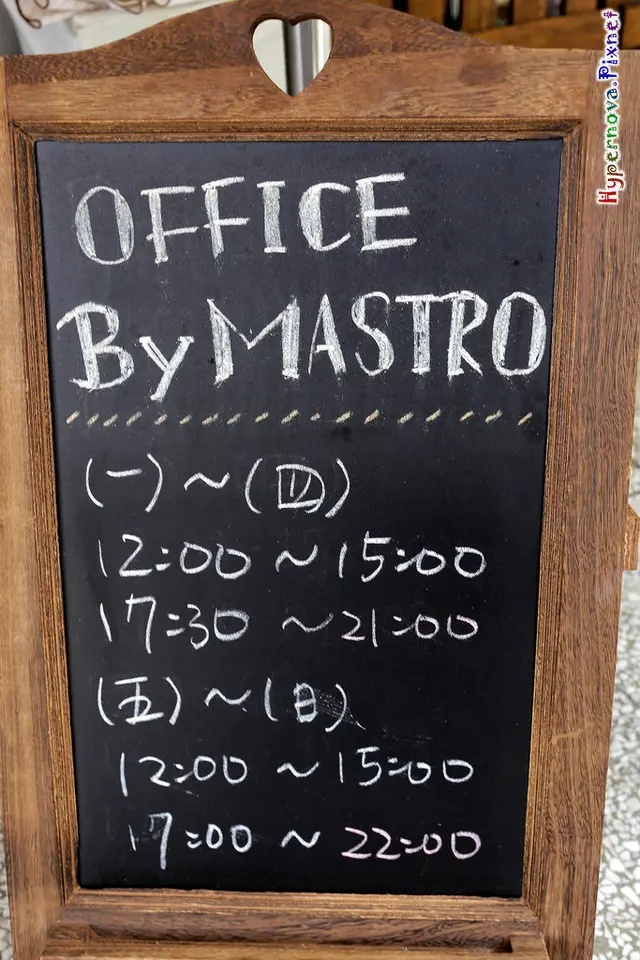 Hypernova.Pixnet
OFFICE
By MASTRO
(一)～(四)
12:00 ～ 15:00
17:30 ～ 21:00
(五)～(日)
12:00 ～ 15:00
17:00 ～ 22:00